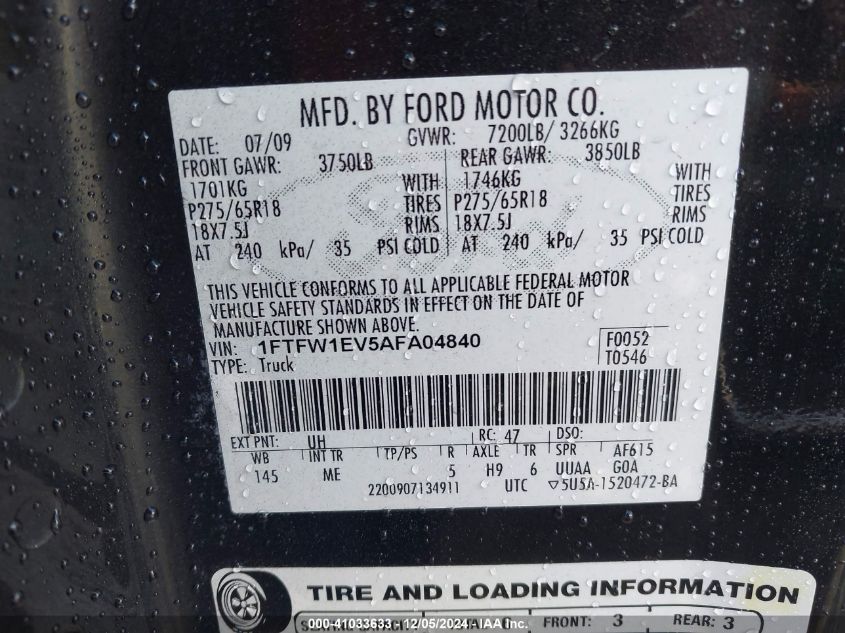 MFD. BY FORD MOTOR CO.
DATE: 07/09 GVWR: 7200LB/ 3266KG
FRONT GAWR: 3750LB REAR GAWR: 3850LB
1701KG WITH 1746KG WITH
P275/65R18 TIRES P275/65R18 TIRES
18X7.5J RIMS 18X7.5J RIMS
AT 240 kPa/ 35 PSI COLD AT 240 kPa/ 35 PSI COLD
THIS VEHICLE CONFORMS TO ALL APPLICABLE FEDERAL MOTOR
VEHICLE SAFETY STANDARDS IN EFFECT ON THE DATE OF
MANUFACTURE SHOWN ABOVE.
VIN: 1FTFW1EV5AFA04840 F0052
TYPE: Truck T0546
EXT PNT: UH RC: 47 DSO:
WB INT TR TP/PS R AXLE TR SPR AF615
145 ME 5 H9 6 UUAA GOA
2200907134911 UTC ▽5U5A-1520472-BA
TIRE AND LOADING INFORMATION
FRONT: 3 REAR: 3
000-41033633 - 12/05/2024 - IAA Inc.